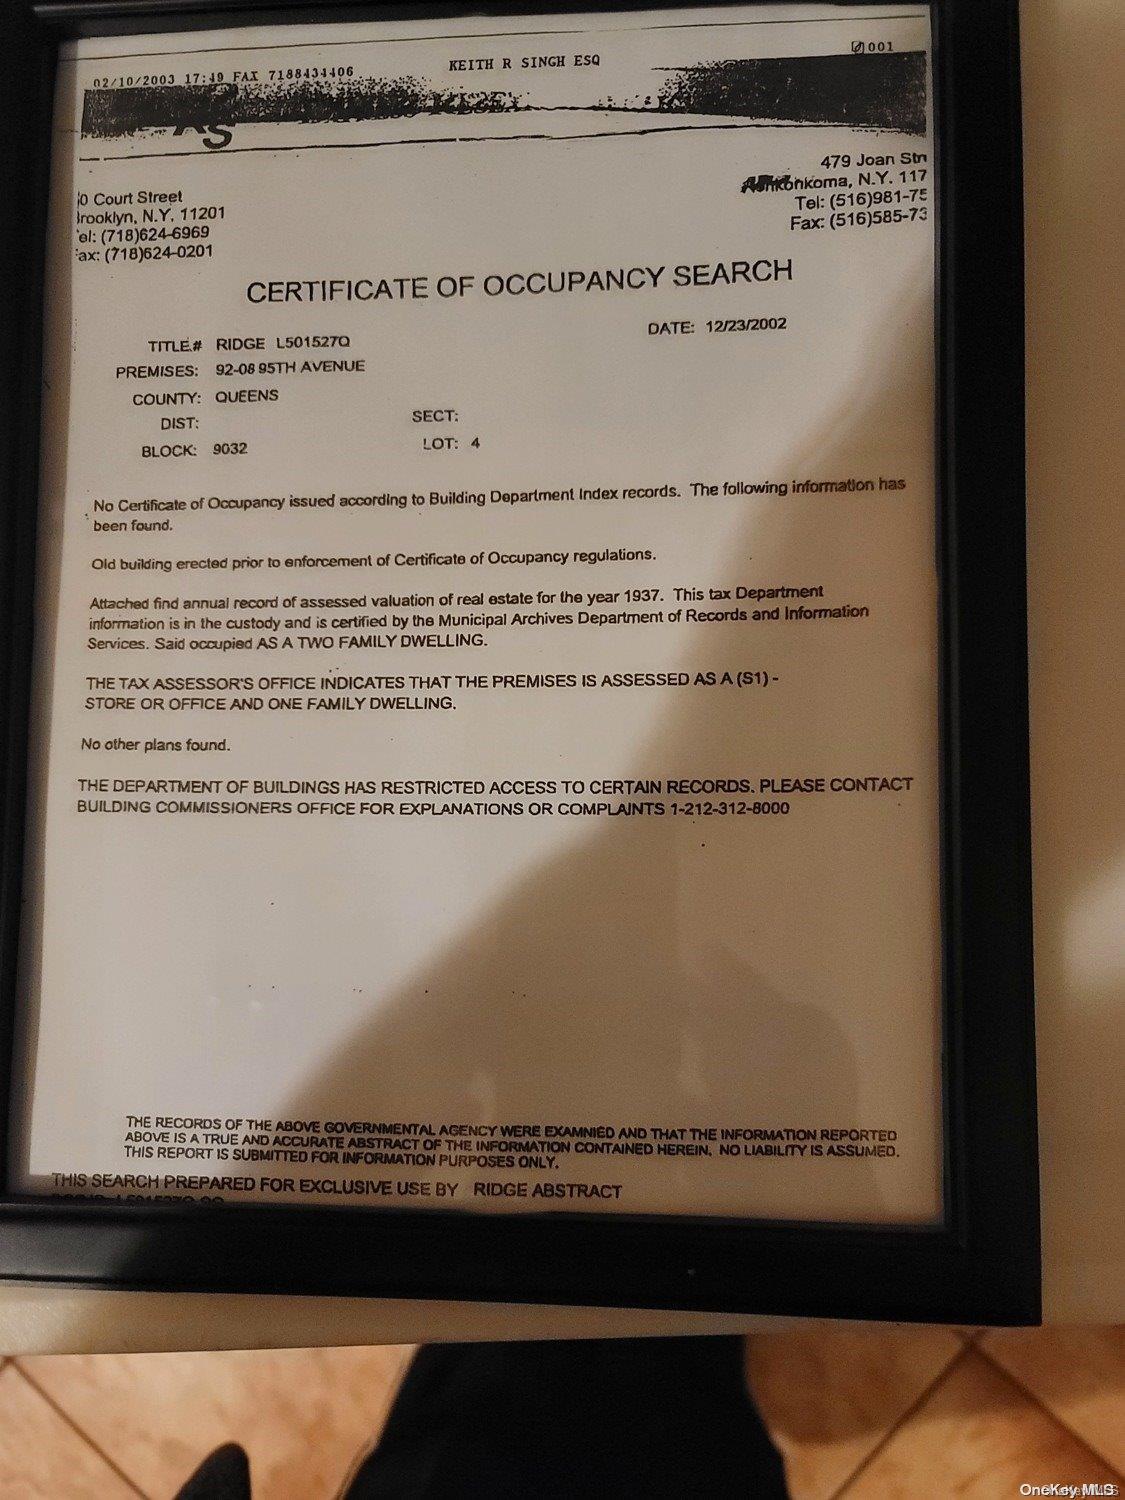 02/10/2003 17:49 FAX 7188434406 KEITH R SINGH ESQ 001
0 Court Street
rooklyn, N.Y. 11201
el: (718)624-6969
ax: (718)624-0201
479 Joan Str
onkoma, N.Y. 117
Tel: (516)981-75
Fax: (516)585-73
CERTIFICATE OF OCCUPANCY SEARCH
DATE: 12/23/2002
TITLE# RIDGE L501527Q
PREMISES: 92-08 95TH AVENUE
COUNTY: QUEENS
DIST: SECT:
BLOCK: 9032 LOT: 4
No Certificate of Occupancy issued according to Building Department Index records. The following information has
been found.
Old building erected prior to enforcement of Certificate of Occupancy regulations.
Attached find annual record of assessed valuation of real estate for the year 1937. This tax Department
information is in the custody and is certified by the Municipal Archives Department of Records and Information
Services. Said occupied AS A TWO FAMILY DWELLING.
THE TAX ASSESSOR'S OFFICE INDICATES THAT THE PREMISES IS ASSESSED AS A (S1) -
STORE OR OFFICE AND ONE FAMILY DWELLING.
No other plans found.
THE DEPARTMENT OF BUILDINGS HAS RESTRICTED ACCESS TO CERTAIN RECORDS. PLEASE CONTACT
BUILDING COMMISSIONERS OFFICE FOR EXPLANATIONS OR COMPLAINTS 1-212-312-8000
THE RECORDS OF THE ABOVE GOVERNMENTAL AGENCY WERE EXAMNIED AND THAT THE INFORMATION REPORTED
ABOVE IS A TRUE AND ACCURATE ABSTRACT OF THE INFORMATION CONTAINED HEREIN. NO LIABILITY IS ASSUMED.
THIS REPORT IS SUBMITTED FOR INFORMATION PURPOSES ONLY.
THIS SEARCH PREPARED FOR EXCLUSIVE USE BY RIDGE ABSTRACT
OneKey MLS